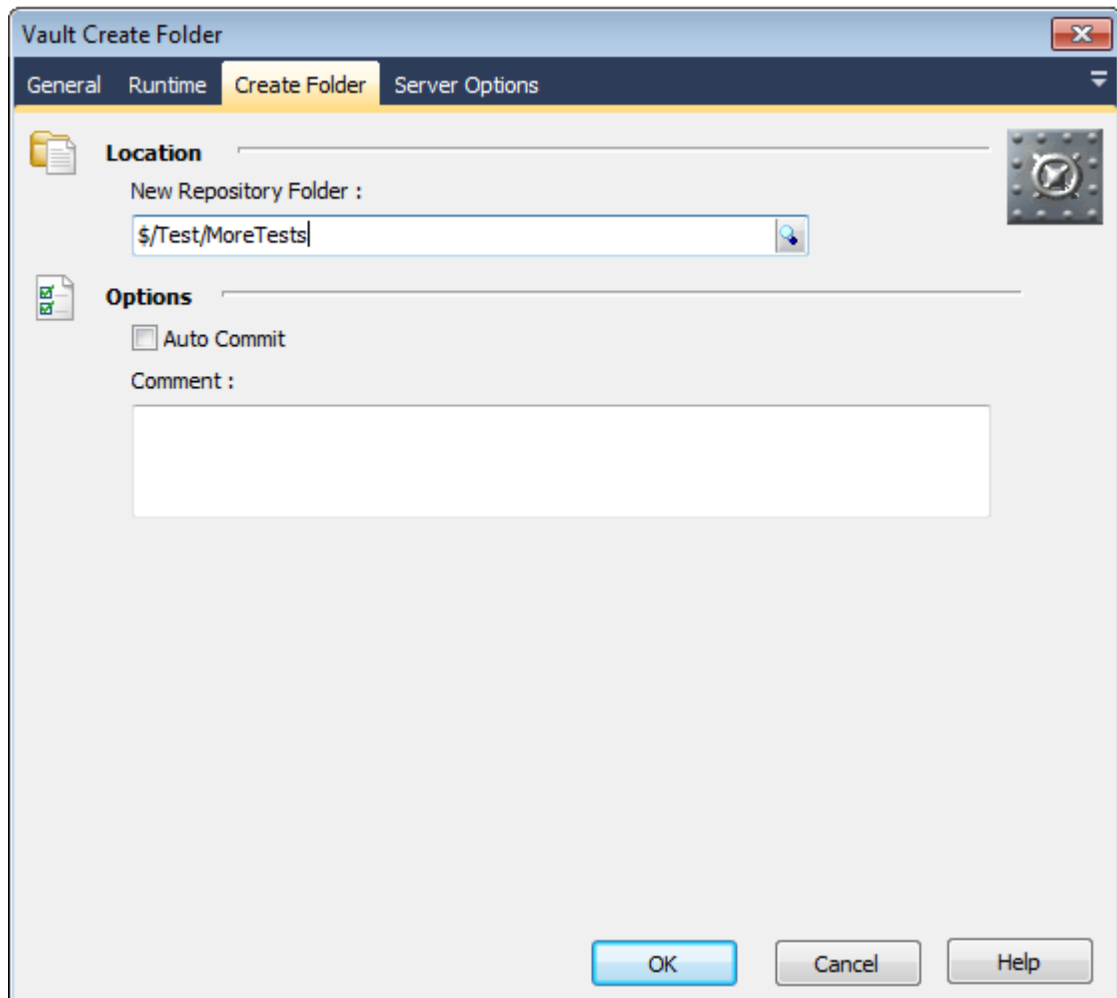 Vault Create Folder
General Runtime Create Folder Server Options
Location
New Repository Folder :
$/Test/MoreTests
Options
Auto Commit
Comment :
OK Cancel Help